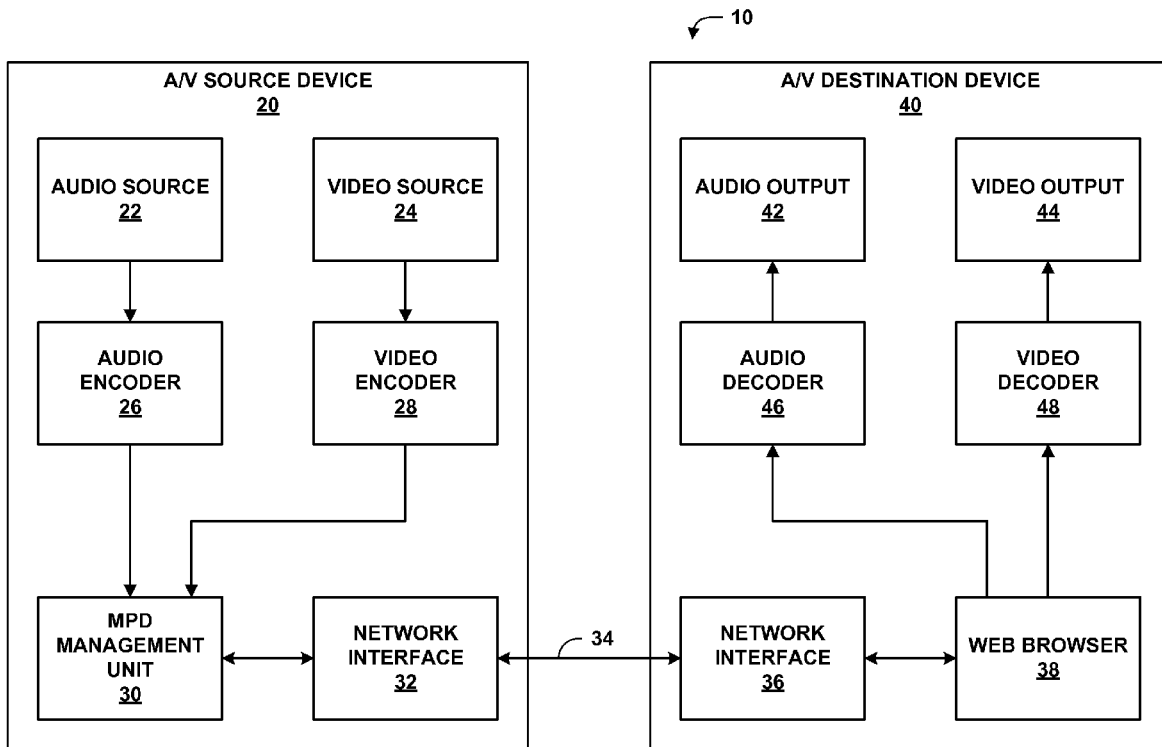 10
A/V SOURCE DEVICE
20
AUDIO SOURCE
22
VIDEO SOURCE
24
AUDIO
ENCODER
26
VIDEO
ENCODER
28
MPD
MANAGEMENT
UNIT
30
NETWORK
INTERFACE
32
34
A/V DESTINATION DEVICE
40
AUDIO OUTPUT
42
VIDEO OUTPUT
44
AUDIO
DECODER
46
VIDEO
DECODER
48
NETWORK
INTERFACE
36
WEB BROWSER
38